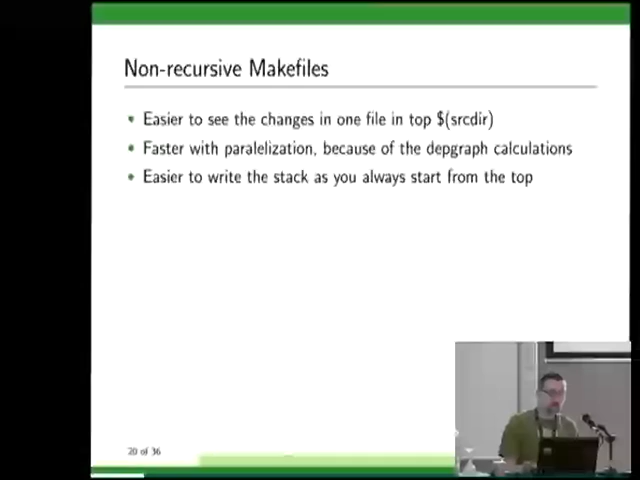 Non-recursive Makefiles
Easier to see the changes in one file in top $(srcdir)
Faster with paralelization, because of the depgraph calculations
Easier to write the stack as you always start from the top
20 of 36